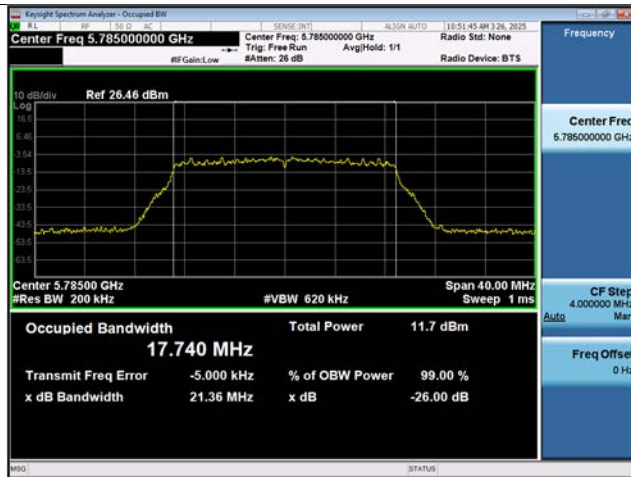 Keysight Spectrum Analyzer - Occupied BW
RL RF 50 Ω AC SENSE:INT ALIGN AUTO 10:51:45 AM 3 26, 2025
Center Freq 5.785000000 GHz
Center Freq: 5.785000000 GHz
Radio Std: None
Trig: Free Run
Avg|Hold: 1/1
#IFGain:Low
#Atten: 26 dB
Radio Device: BTS
Frequency
10 dB/div
Ref 26.46 dBm
Log
16.5
6.46
-3.54
-13.5
-23.5
-33.5
-43.5
-53.5
-63.5
Center 5.78500 GHz
Span 40.00 MHz
#Res BW 200 kHz
#VBW 620 kHz
Sweep 1 ms
Occupied Bandwidth
17.740 MHz
Total Power 11.7 dBm
Transmit Freq Error -5.000 kHz
% of OBW Power 99.00 %
x dB Bandwidth 21.36 MHz
x dB -26.00 dB
Center Freq
5.785000000 GHz
CF Step
4.000000 MHz
Auto Man
Freq Offset
0 Hz
MSG
STATUS